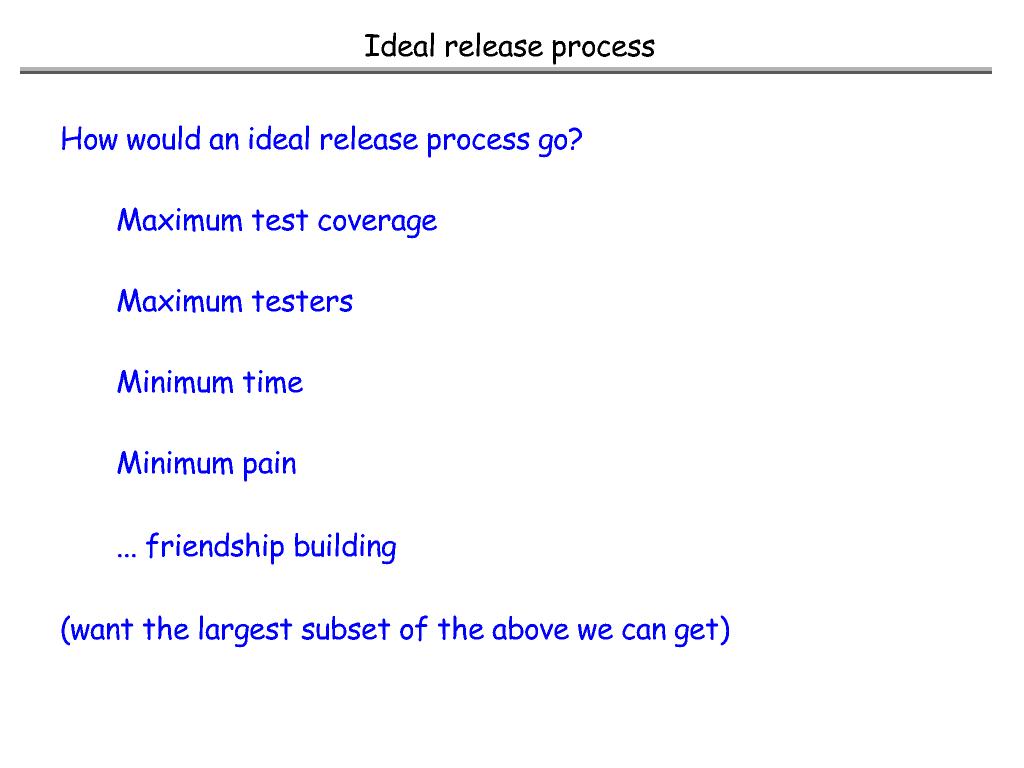 Ideal release process
How would an ideal release process go?
Maximum test coverage
Maximum testers
Minimum time
Minimum pain
... friendship building
(want the largest subset of the above we can get)